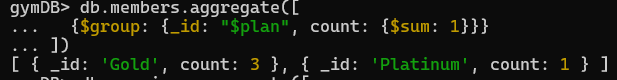 gymDB> db.members.aggregate([
...   {$group: {_id: "$plan", count: {$sum: 1}}}
... ])
[ { _id: 'Gold', count: 3 }, { _id: 'Platinum', count: 1 } ]